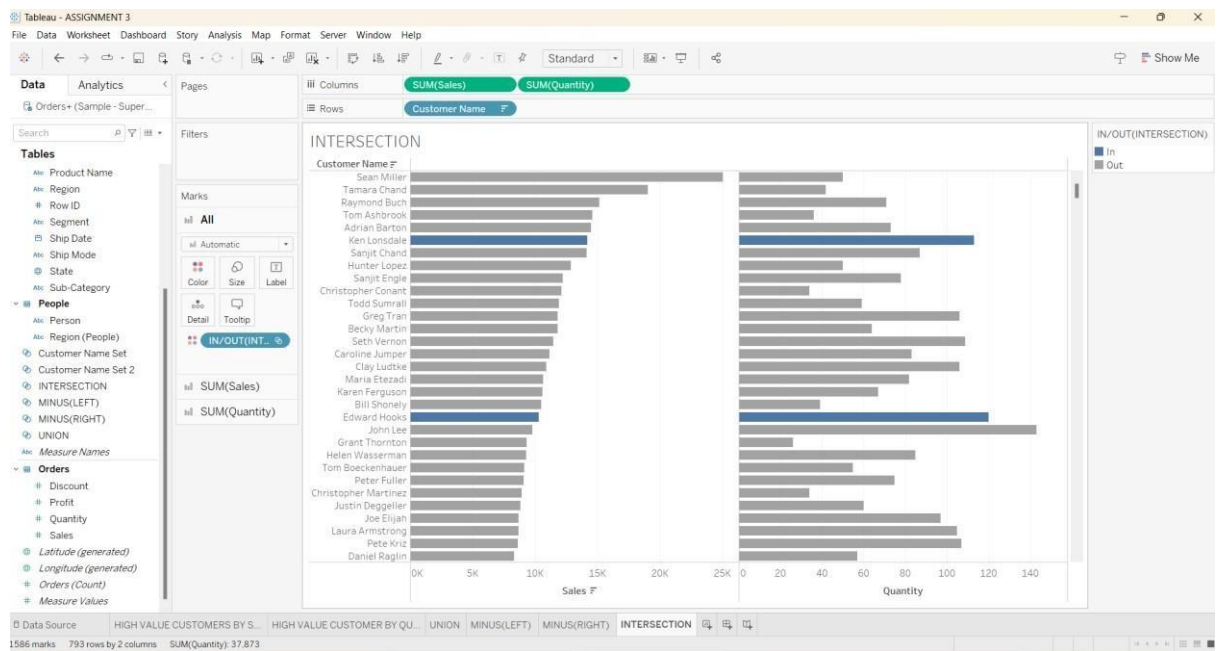 Tableau - ASSIGNMENT 3
File Data Worksheet Dashboard Story Analysis Map Format Server Window Help
Standard
Show Me
Data Analytics
Orders+ (Sample - Super...
Search
Tables
Abc Product Name
Abc Region
# Row ID
Abc Segment
Ship Date
Abc Ship Mode
State
Abc Sub-Category
People
Abc Person
Abc Region (People)
Customer Name Set
Customer Name Set 2
INTERSECTION
MINUS(LEFT)
MINUS(RIGHT)
UNION
Abc Measure Names
Orders
# Discount
# Profit
# Quantity
# Sales
Latitude (generated)
Longitude (generated)
# Orders (Count)
# Measure Values
Pages
Filters
Marks
All
Automatic
Color Size Label
Detail Tooltip
IN/OUT(INT..
SUM(Sales)
SUM(Quantity)
Columns SUM(Sales) SUM(Quantity)
Rows Customer Name
INTERSECTION
Customer Name
Sean Miller
Tamara Chand
Raymond Buch
Tom Ashbrook
Adrian Barton
Ken Lonsdale
Sanjit Chand
Hunter Lopez
Sanjit Engle
Christopher Conant
Todd Sumrall
Greg Tran
Becky Martin
Seth Vernon
Caroline Jumper
Clay Ludtke
Maria Etezadi
Karen Ferguson
Bill Shonely
Edward Hooks
John Lee
Grant Thornton
Helen Wasserman
Tom Boeckenhauer
Peter Fuller
Christopher Martinez
Justin Deggeller
Joe Elijah
Laura Armstrong
Pete Kriz
Daniel Raglin
0K 5K 10K 15K 20K 25K 0 20 40 60 80 100 120 140
Sales Quantity
IN/OUT(INTERSECTION)
In
Out
Data Source HIGH VALUE CUSTOMERS BY S... HIGH VALUE CUSTOMER BY QU... UNION MINUS(LEFT) MINUS(RIGHT) INTERSECTION
1586 marks 793 rows by 2 columns SUM(Quantity): 37.873